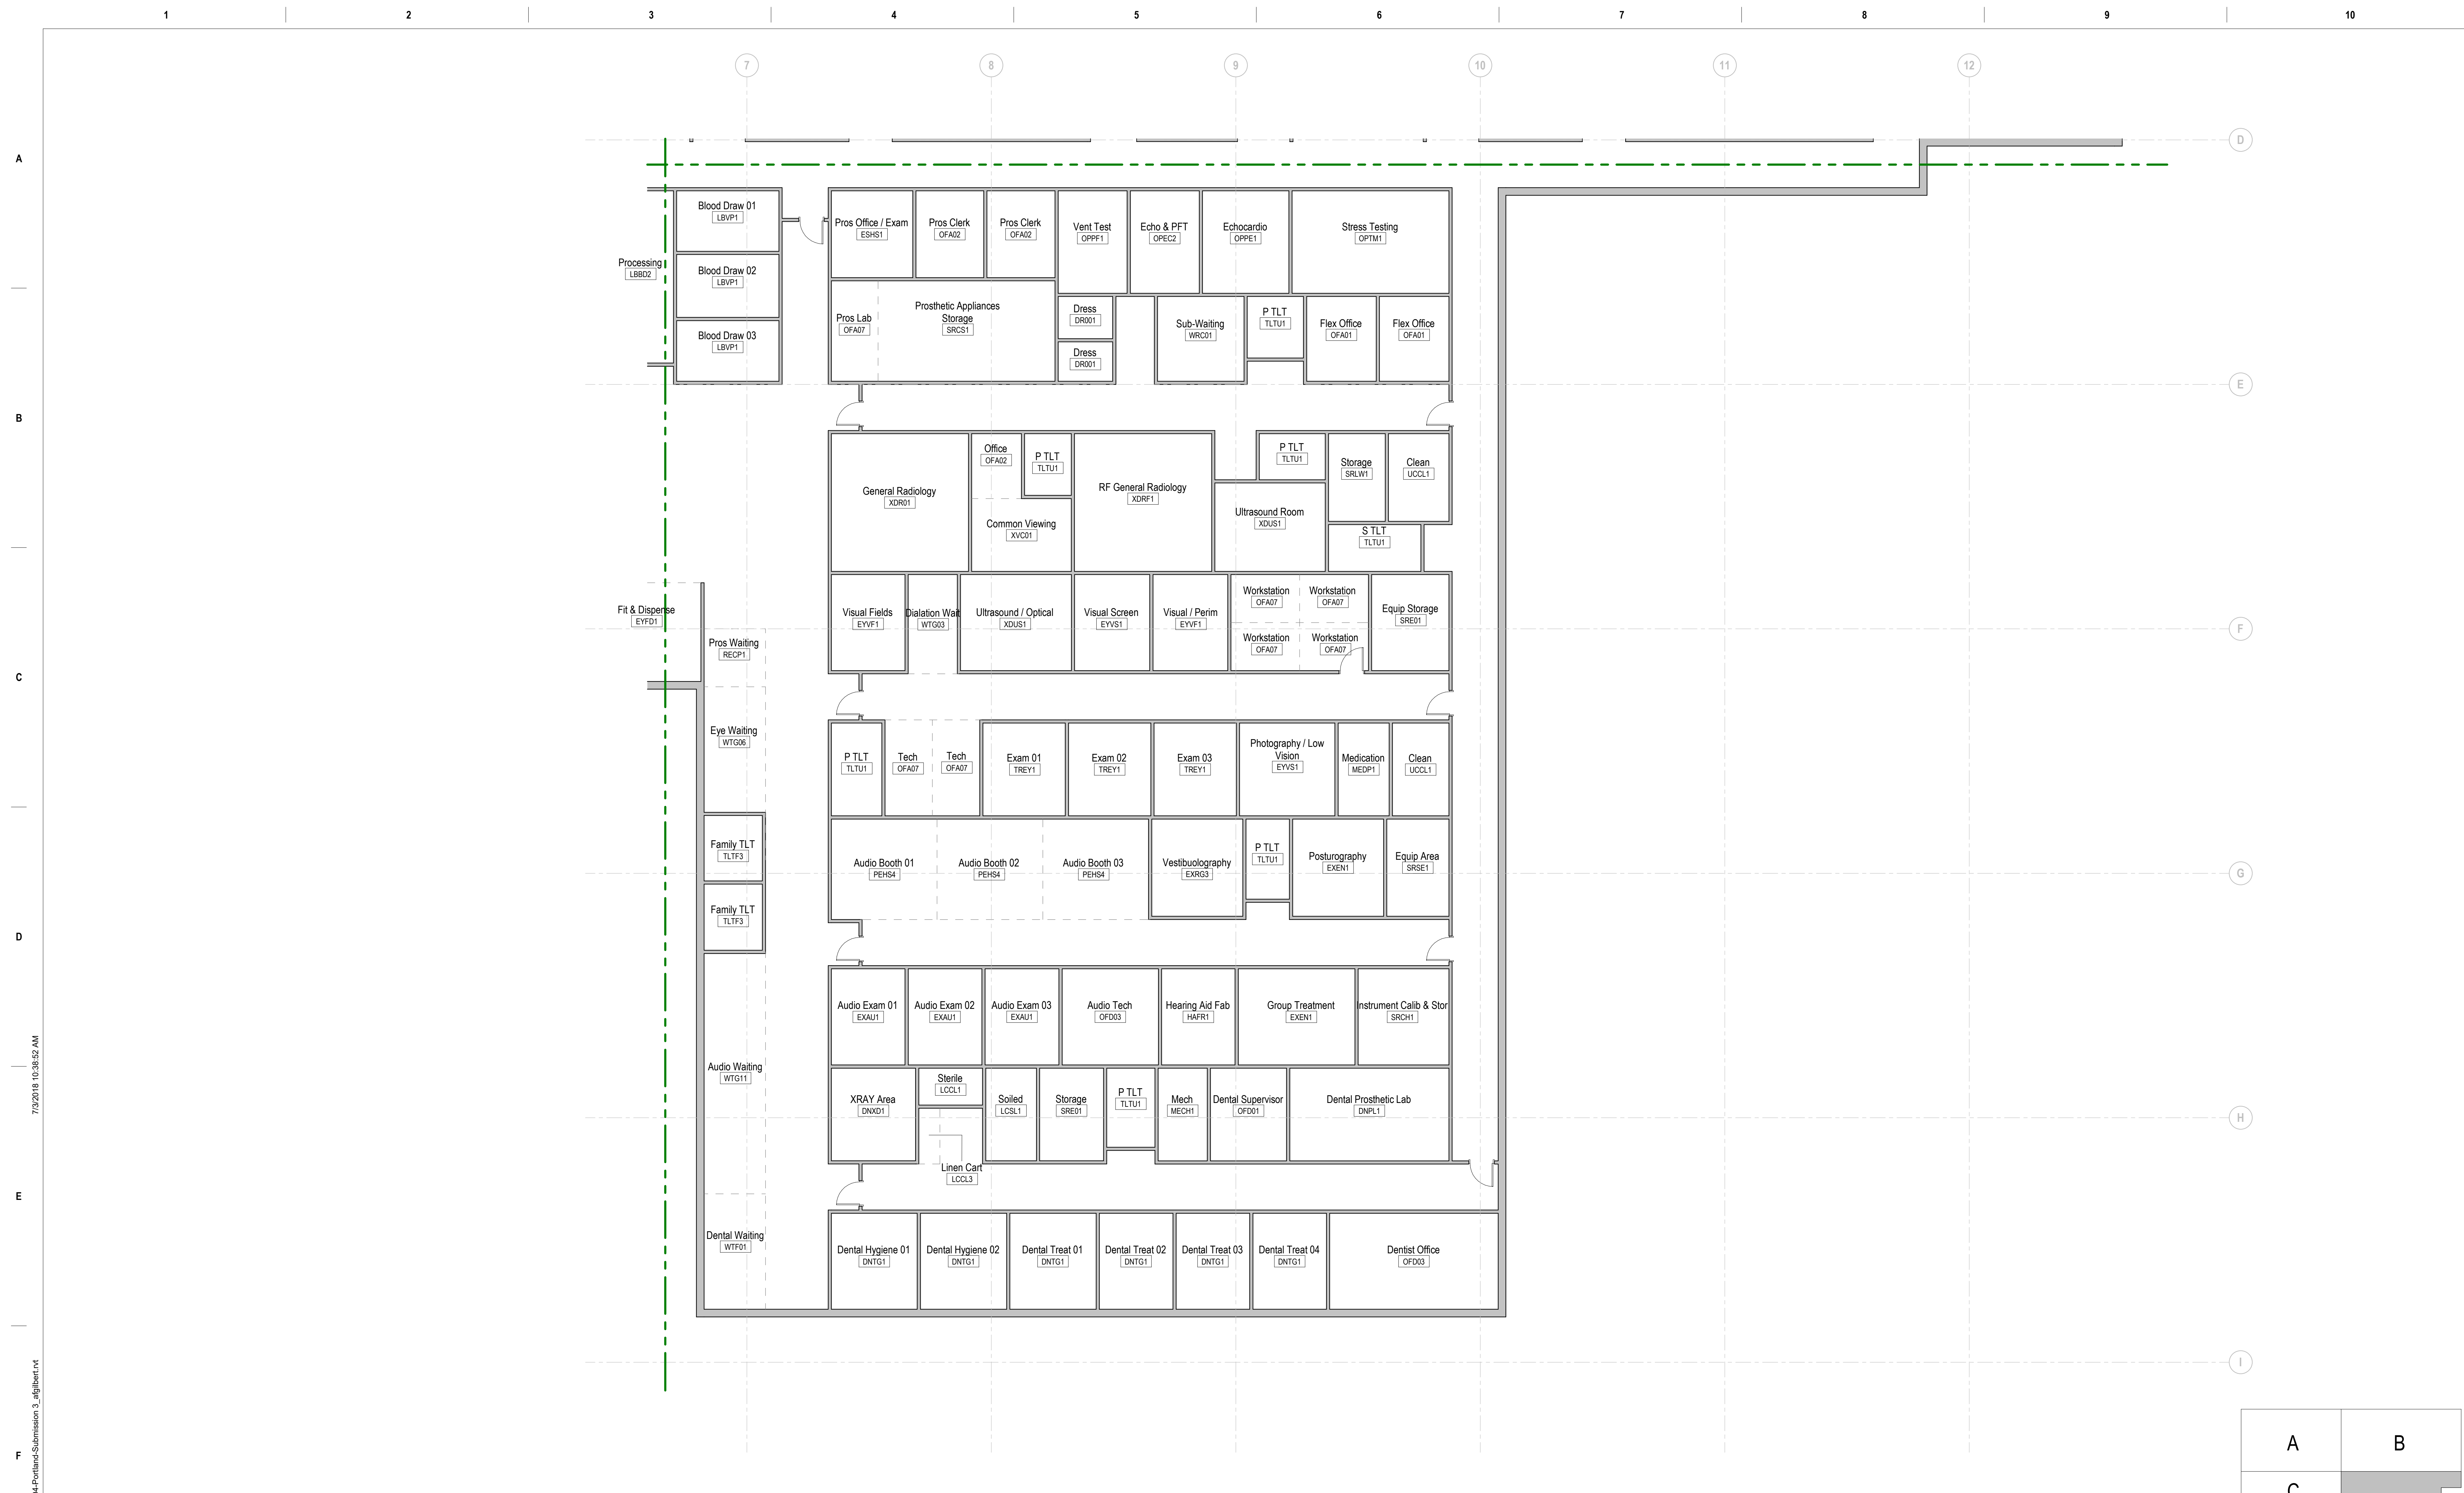 1 2 3 4 5 6 7 8 9 10
7 8 9 10 11 12
D
A
Blood Draw 01
LBVP1
Pros Office / Exam
ESHS1
Pros Clerk
OFA02
Pros Clerk
OFA02
Vent Test
OPPF1
Echo & PFT
OPEC2
Echocardio
OPPE1
Stress Testing
OPTM1
Processing
LBBD2
Blood Draw 02
LBVP1
Blood Draw 03
LBVP1
Pros Lab
OFA07
Prosthetic Appliances
Storage
SRCS1
Dress
DR001
Dress
DR001
Sub-Waiting
WRC01
P TLT
TLTU1
Flex Office
OFA01
Flex Office
OFA01
E
B
General Radiology
XDR01
Office
OFA02
P TLT
TLTU1
Common Viewing
XVC01
RF General Radiology
XDRF1
P TLT
TLTU1
Ultrasound Room
XDUS1
Storage
SRLW1
Clean
UCCL1
S TLT
TLTU1
Fit & Dispense
EYFD1
Visual Fields
EYVF1
Dialation Wait
WTG03
Ultrasound / Optical
XDUS1
Visual Screen
EYVS1
Visual / Perim
EYVF1
Workstation
OFA07
Workstation
OFA07
Workstation
OFA07
Workstation
OFA07
Equip Storage
SRE01
F
Pros Waiting
RECP1
C
Eye Waiting
WTG06
P TLT
TLTU1
Tech
OFA07
Tech
OFA07
Exam 01
TREY1
Exam 02
TREY1
Exam 03
TREY1
Photography / Low
Vision
EYVS1
Medication
MEDP1
Clean
UCCL1
Family TLT
TLTF3
Audio Booth 01
PEHS4
Audio Booth 02
PEHS4
Audio Booth 03
PEHS4
Vestibuolography
EXRG3
P TLT
TLTU1
Posturography
EXEN1
Equip Area
SRSE1
G
Family TLT
TLTF3
D
Audio Exam 01
EXAU1
Audio Exam 02
EXAU1
Audio Exam 03
EXAU1
Audio Tech
OFD03
Hearing Aid Fab
HAFR1
Group Treatment
EXEN1
Instrument Calib & Stor
SRCH1
Audio Waiting
WTG11
XRAY Area
DNXD1
Sterile
LCCL1
Soiled
LCSL1
Storage
SRE01
P TLT
TLTU1
Mech
MECH1
Dental Supervisor
OFD01
Dental Prosthetic Lab
DNPL1
H
Linen Cart
LCCL3
E
Dental Waiting
WTF01
Dental Hygiene 01
DNTG1
Dental Hygiene 02
DNTG1
Dental Treat 01
DNTG1
Dental Treat 02
DNTG1
Dental Treat 03
DNTG1
Dental Treat 04
DNTG1
Dentist Office
OFD03
I
F
7/3/2018 10:38:52 AM
4-Portland-Submission 3_afgilbert.rvt
A B
C